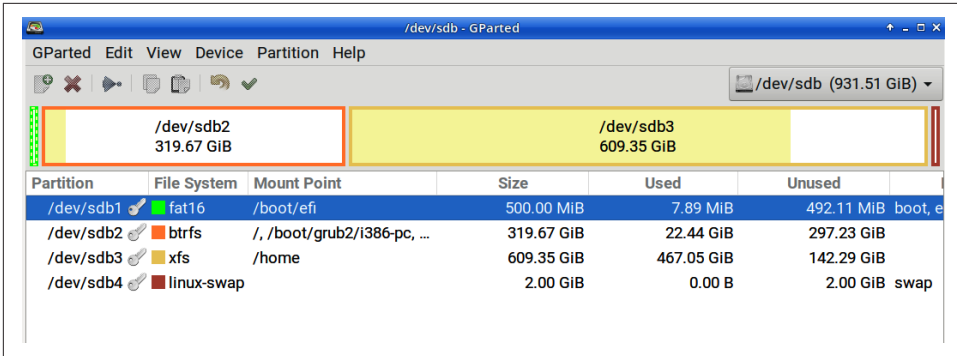 /dev/sdb - GParted
GParted Edit View Device Partition Help
/dev/sdb (931.51 GiB)
/dev/sdb2
319.67 GiB
/dev/sdb3
609.35 GiB
Partition File System Mount Point Size Used Unused
/dev/sdb1 fat16 /boot/efi 500.00 MiB 7.89 MiB 492.11 MiB boot, e
/dev/sdb2 btrfs /, /boot/grub2/i386-pc, ... 319.67 GiB 22.44 GiB 297.23 GiB
/dev/sdb3 xfs /home 609.35 GiB 467.05 GiB 142.29 GiB
/dev/sdb4 linux-swap 2.00 GiB 0.00 B 2.00 GiB swap